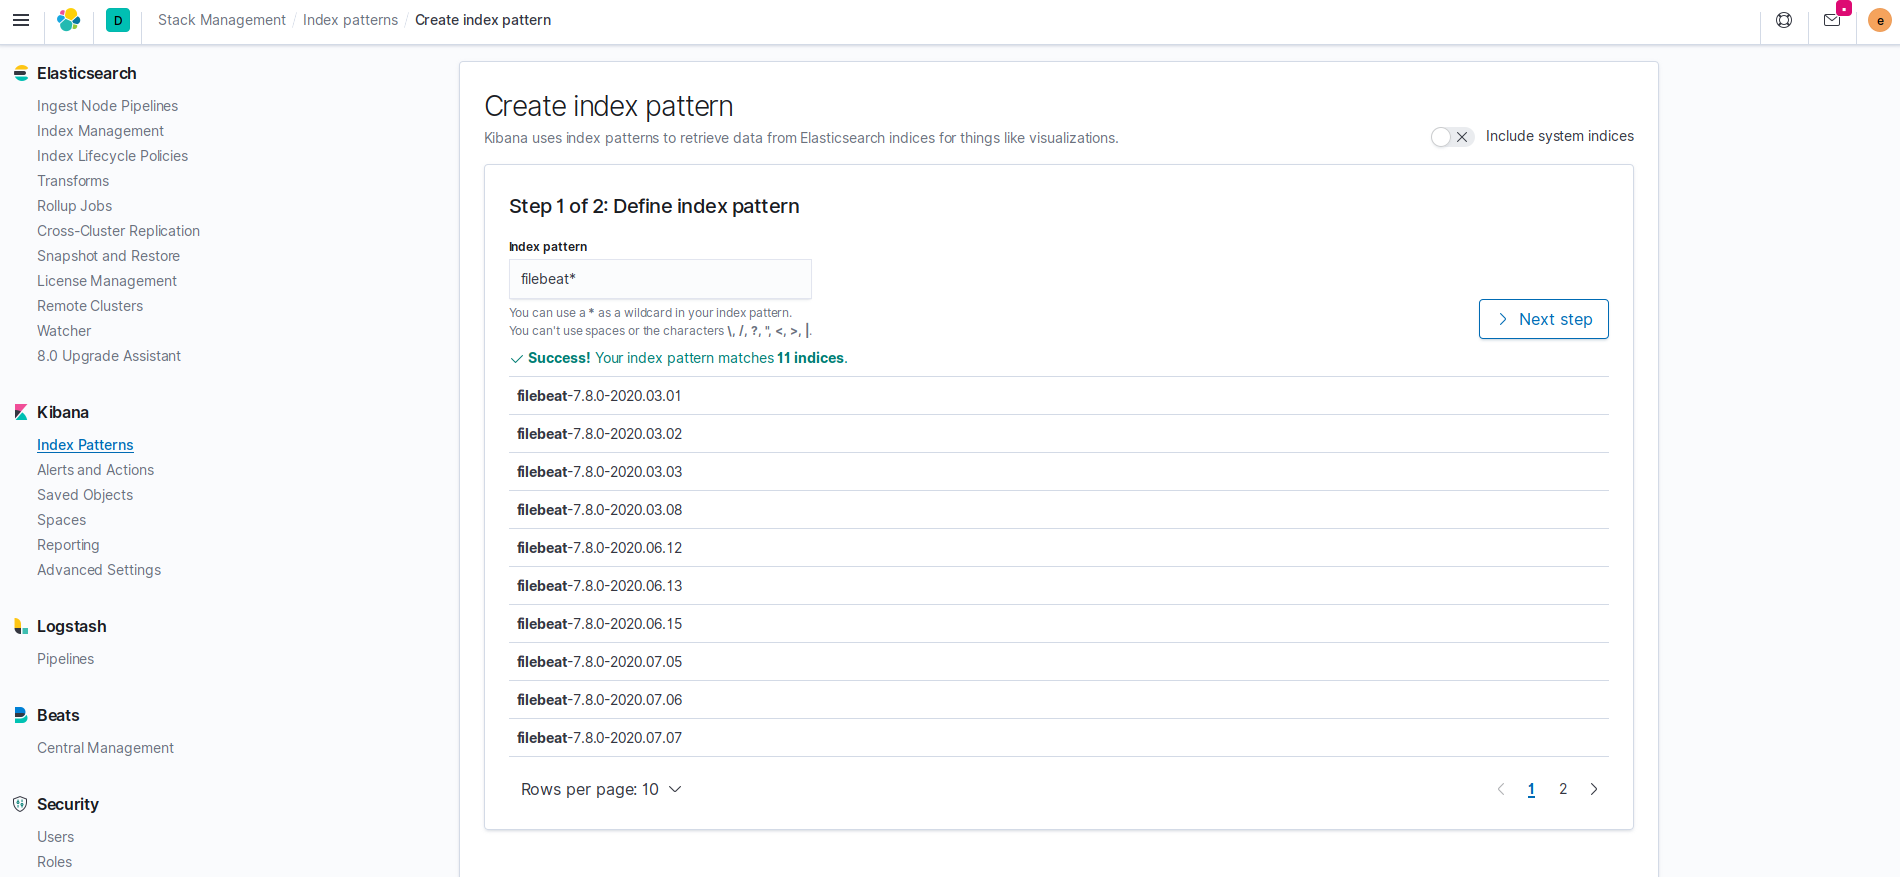 D Stack Management / Index patterns / Create index pattern e
Elasticsearch
Ingest Node Pipelines
Index Management
Index Lifecycle Policies
Transforms
Rollup Jobs
Cross-Cluster Replication
Snapshot and Restore
License Management
Remote Clusters
Watcher
8.0 Upgrade Assistant
Kibana
Index Patterns
Alerts and Actions
Saved Objects
Spaces
Reporting
Advanced Settings
Logstash
Pipelines
Beats
Central Management
Security
Users
Roles
Create index pattern
Kibana uses index patterns to retrieve data from Elasticsearch indices for things like visualizations.
Include system indices
Step 1 of 2: Define index pattern
Index pattern
filebeat*
You can use a * as a wildcard in your index pattern.
You can't use spaces or the characters \, /, ?, ", <, >, |.
Next step
Success! Your index pattern matches 11 indices.
filebeat-7.8.0-2020.03.01
filebeat-7.8.0-2020.03.02
filebeat-7.8.0-2020.03.03
filebeat-7.8.0-2020.03.08
filebeat-7.8.0-2020.06.12
filebeat-7.8.0-2020.06.13
filebeat-7.8.0-2020.06.15
filebeat-7.8.0-2020.07.05
filebeat-7.8.0-2020.07.06
filebeat-7.8.0-2020.07.07
Rows per page: 10
1 2